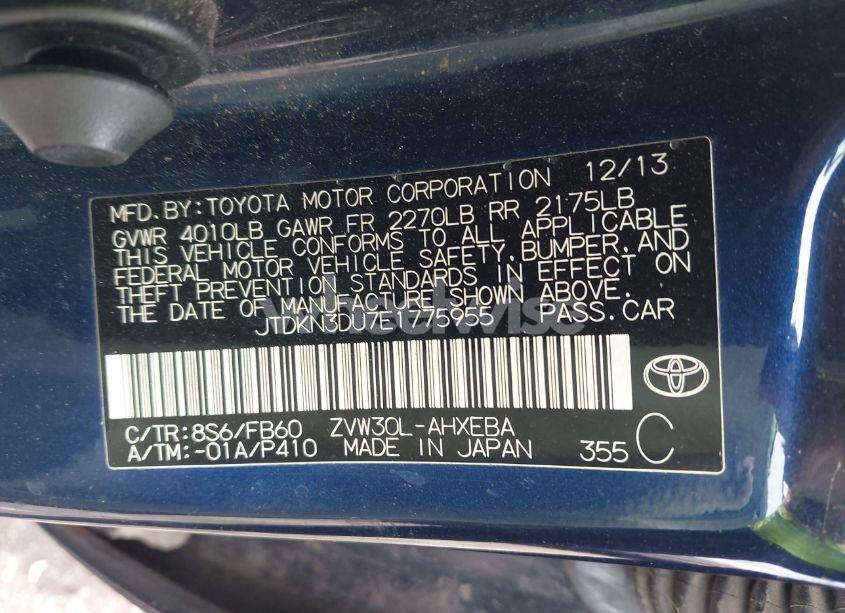 MFD. BY: TOYOTA MOTOR CORPORATION 12/13
GVWR 4010LB GAWR FR 2270LB RR 2175LB
THIS VEHICLE CONFORMS TO ALL APPLICABLE
FEDERAL MOTOR VEHICLE SAFETY, BUMPER, AND
THEFT PREVENTION STANDARDS IN EFFECT ON
THE DATE OF MANUFACTURE SHOWN ABOVE.
JTDKN3DU7E1775955 PASS. CAR
C/TR: 8S6/FB60 ZVW30L-AHXEBA
A/TM: -01A/P410 MADE IN JAPAN 355 C